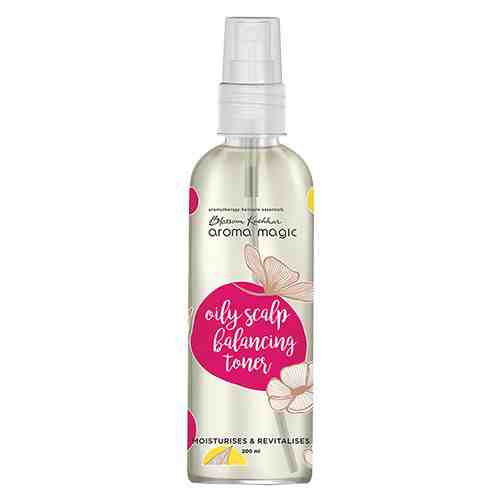 aromatherapy haircare essentials
Blossom Kochhar
aroma magic
oily scalp
balancing
toner
MOISTURISES & REVITALISES
200 ml